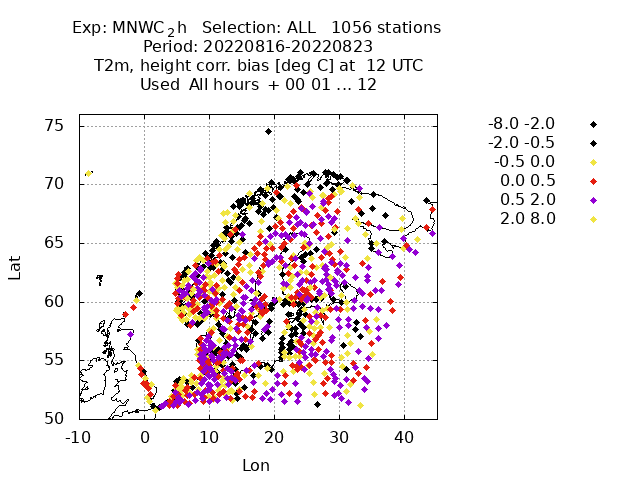 Exp: MNWC_2h   Selection: ALL   1056 stations
Period: 20220816-20220823
T2m, height corr. bias [deg C] at  12 UTC
Used  All hours  + 00 01 ... 12
-8.0 -2.0
-2.0 -0.5
-0.5 0.0
0.0 0.5
0.5 2.0
2.0 8.0
75
70
65
60
55
50
Lat
-10 0 10 20 30 40
Lon